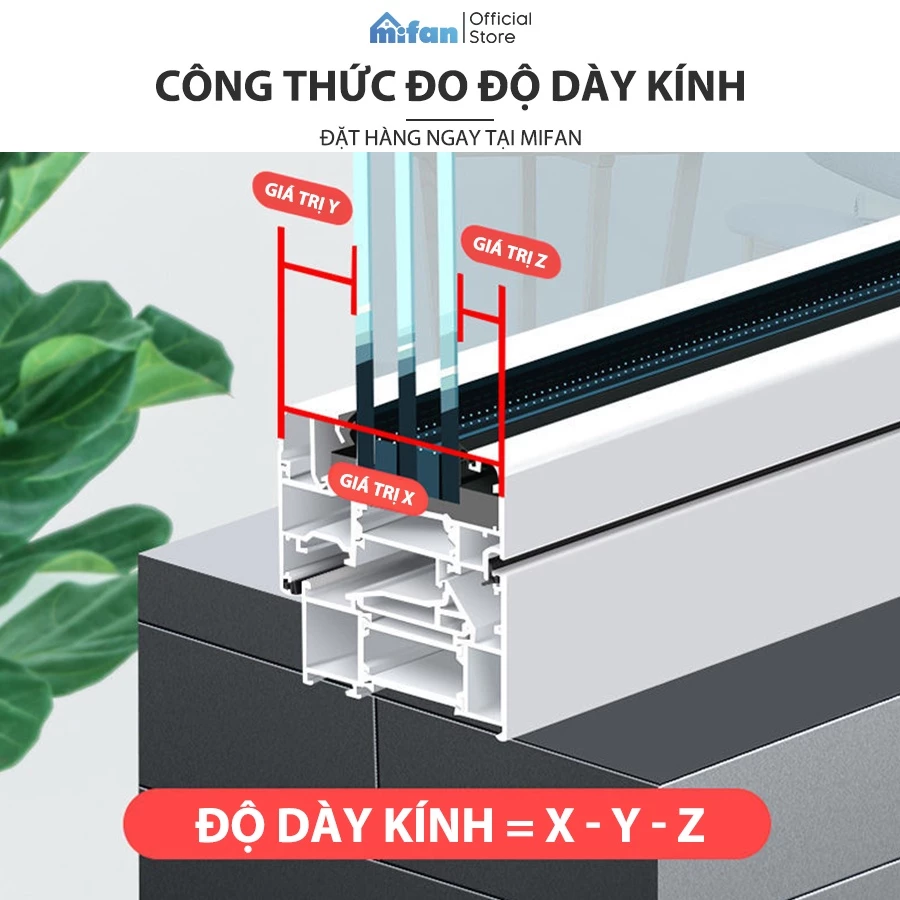 mifan
Official
Store
CÔNG THỨC ĐO ĐỘ DÀY KÍNH
ĐẶT HÀNG NGAY TẠI MIFAN
GIÁ TRỊ Y
GIÁ TRỊ Z
GIÁ TRỊ X
ĐỘ DÀY KÍNH = X - Y - Z